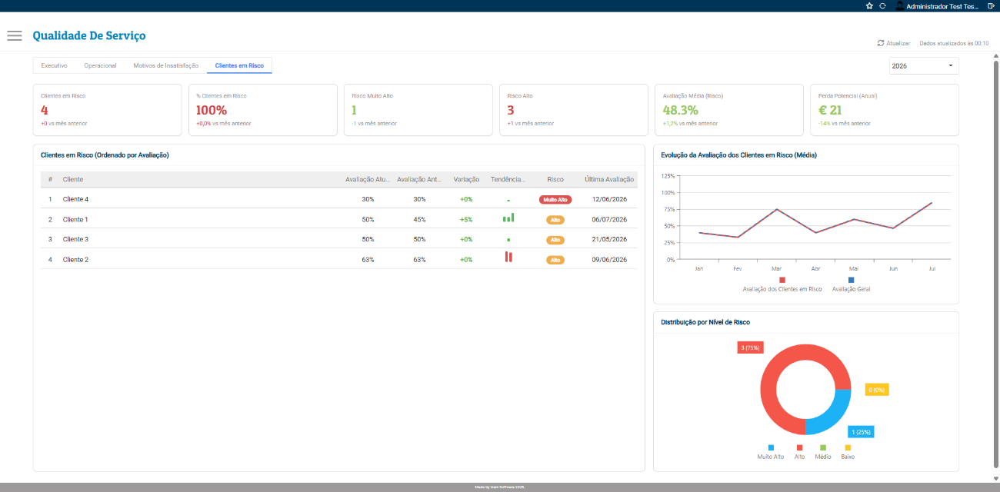 Administrador Test Tes...
Qualidade De Serviço
Atualizar Dados atualizados às 00:10
Executivo Operacional Motivos de Insatisfação Clientes em Risco
2026
Clientes em Risco
4
+0 vs mês anterior
% Clientes em Risco
100%
+0,0% vs mês anterior
Risco Muito Alto
1
-1 vs mês anterior
Risco Alto
3
+1 vs mês anterior
Avaliação Média (Risco)
48.3%
+1,2% vs mês anterior
Perda Potencial (Anual)
€ 21
-14% vs mês anterior
Clientes em Risco (Ordenado por Avaliação)
# Cliente Avaliação Atu... Avaliação Ant... Variação Tendência... Risco Última Avaliação
1 Cliente 4 30% 30% +0% Muito Alto 12/06/2026
2 Cliente 1 50% 45% +5% Alto 06/07/2026
3 Cliente 3 50% 50% +0% Alto 21/05/2026
4 Cliente 2 63% 63% +0% Alto 09/06/2026
Evolução da Avaliação dos Clientes em Risco (Média)
125%
100%
75%
50%
25%
0%
Jan Fev Mar Abr Mai Jun Jul
Avaliação dos Clientes em Risco Avaliação Geral
Distribuição por Nível de Risco
3 (75%)
0 (0%)
1 (25%)
Muito Alto Alto Médio Baixo